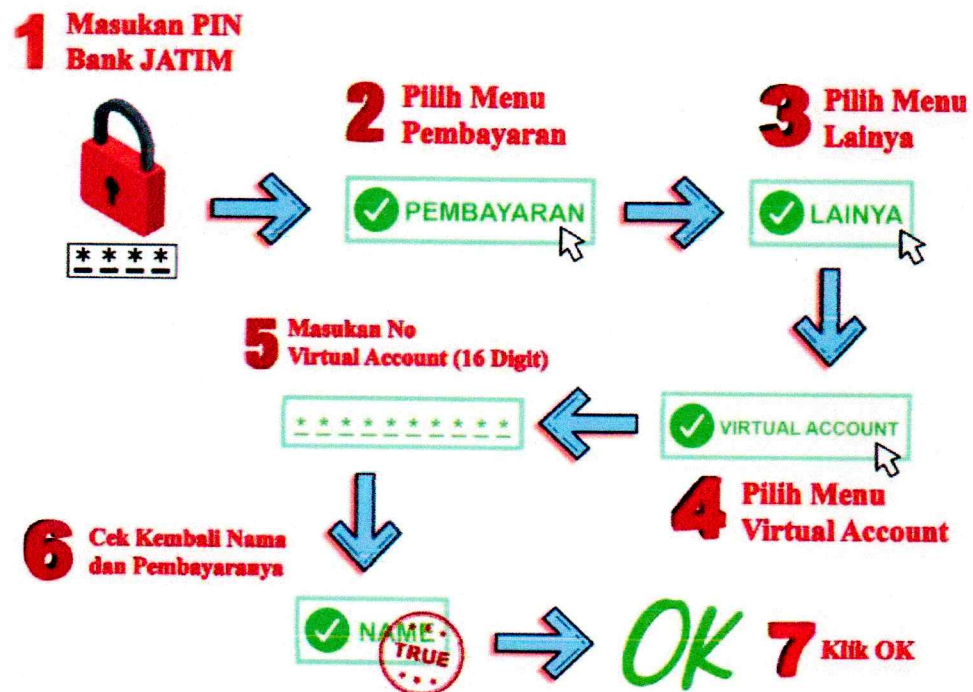 1 Masukan PIN
Bank JATIM
* * * *
2 Pilih Menu
Pembayaran
PEMBAYARAN
3 Pilih Menu
Lainya
LAINYA
4 Pilih Menu
Virtual Account
VIRTUAL ACCOUNT
5 Masukan No
Virtual Account (16 Digit)
* * * * * * * * * *
6 Cek Kembali Nama
dan Pembayaranya
NAME
TRUE
OK
7 Klik OK